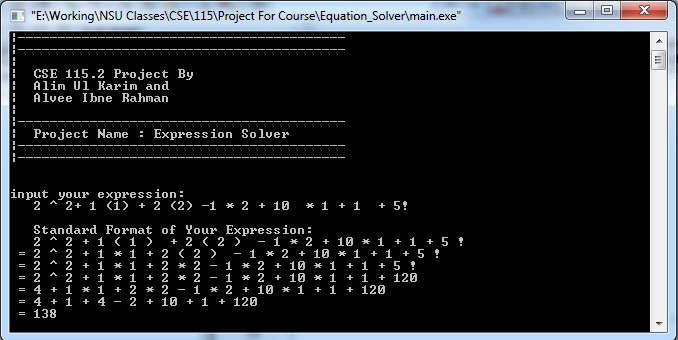 "E:\Working\NSU Classes\CSE\115\Project For Course\Equation_Solver\main.exe"
¦-------------------------------------------
¦-------------------------------------------
¦
¦ CSE 115.2 Project By
¦ Alim Ul Karim and
¦ Alvee Ibne Rahman
¦
¦-------------------------------------------
¦ Project Name : Expression Solver
¦-------------------------------------------
¦-------------------------------------------
input your expression:
2 ^ 2+ 1 (1) + 2 (2) -1 * 2 + 10  * 1 + 1  + 5!
Standard Format of Your Expression:
2 ^ 2 + 1 ( 1 )  + 2 ( 2 )  - 1 * 2 + 10 * 1 + 1 + 5 !
= 2 ^ 2 + 1 * 1 + 2 ( 2 )  - 1 * 2 + 10 * 1 + 1 + 5 !
= 2 ^ 2 + 1 * 1 + 2 * 2 - 1 * 2 + 10 * 1 + 1 + 5 !
= 2 ^ 2 + 1 * 1 + 2 * 2 - 1 * 2 + 10 * 1 + 1 + 120
= 4 + 1 * 1 + 2 * 2 - 1 * 2 + 10 * 1 + 1 + 120
= 4 + 1 + 4 - 2 + 10 + 1 + 120
= 138